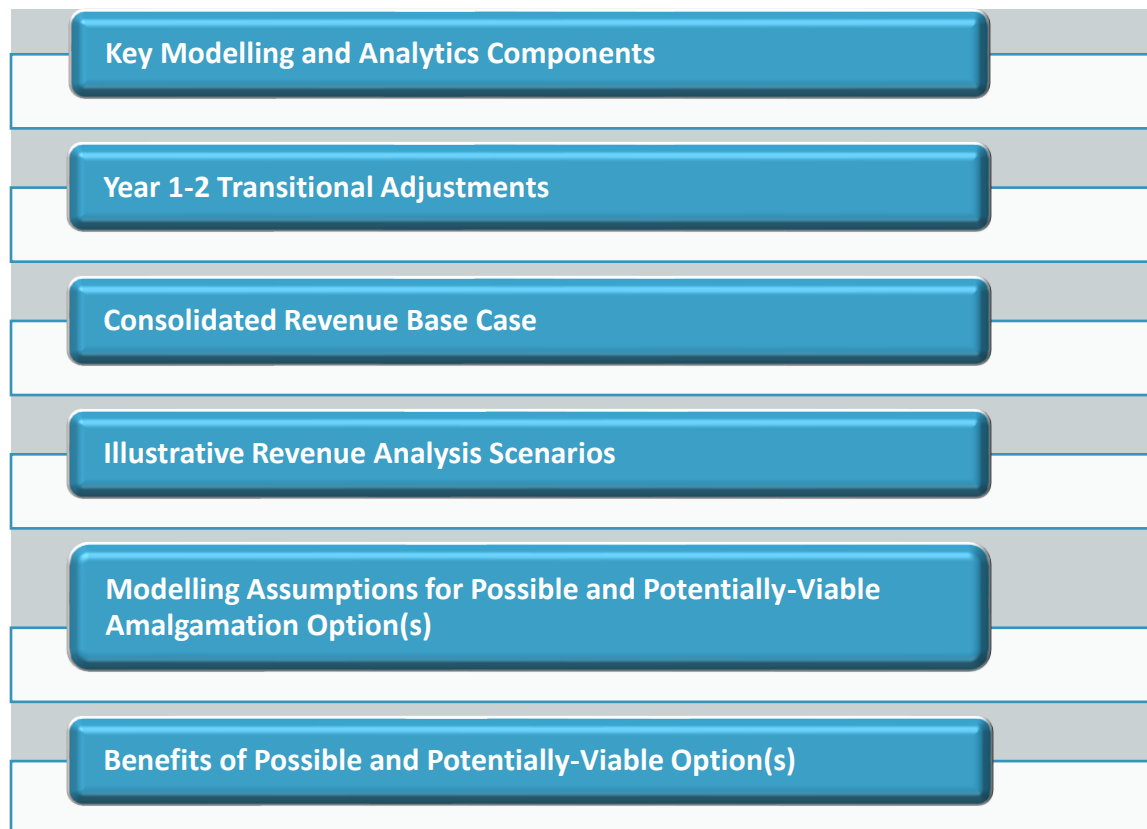 Key Modelling and Analytics Components
Year 1-2 Transitional Adjustments
Consolidated Revenue Base Case
Illustrative Revenue Analysis Scenarios
Modelling Assumptions for Possible and Potentially-Viable
Amalgamation Option(s)
Benefits of Possible and Potentially-Viable Option(s)